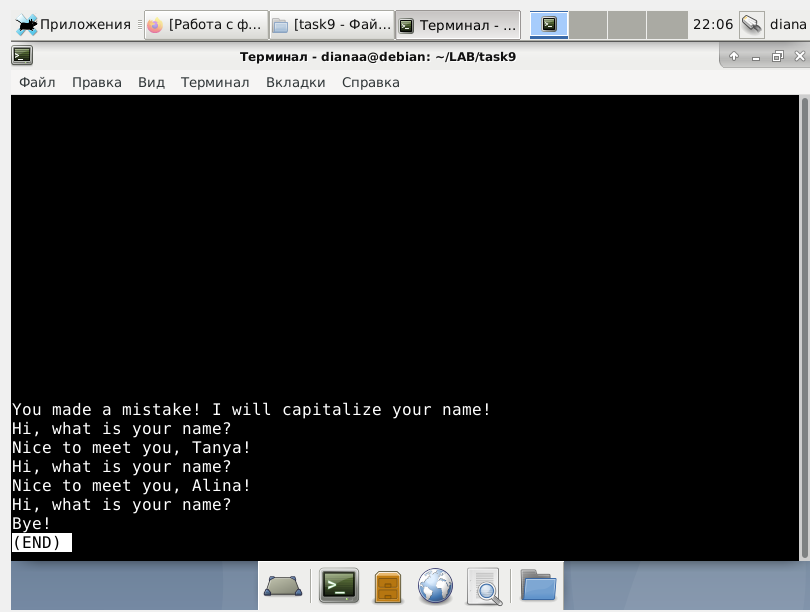 Приложения [Работа с ф... [task9 - Фай... Терминал - ... 22:06 diana
Терминал - dianaa@debian: ~/LAB/task9
Файл Правка Вид Терминал Вкладки Справка
You made a mistake! I will capitalize your name!
Hi, what is your name?
Nice to meet you, Tanya!
Hi, what is your name?
Nice to meet you, Alina!
Hi, what is your name?
Bye!
(END)